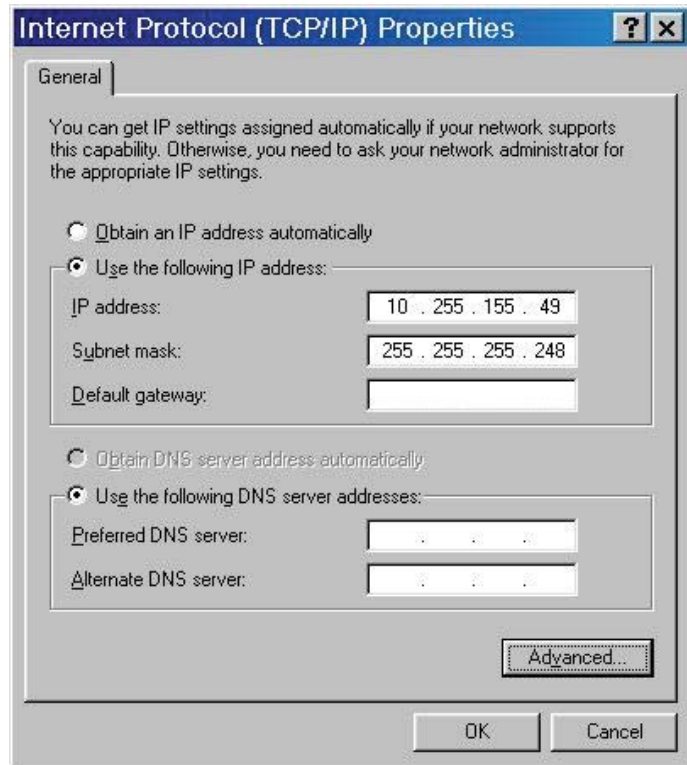 Internet Protocol (TCP/IP) Properties ? ×
General
You can get IP settings assigned automatically if your network supports
this capability. Otherwise, you need to ask your network administrator for
the appropriate IP settings.
Obtain an IP address automatically
Use the following IP address:
IP address: 10 . 255 . 155 . 49
Subnet mask: 255 . 255 . 255 . 248
Default gateway:
Obtain DNS server address automatically
Use the following DNS server addresses:
Preferred DNS server: . . .
Alternate DNS server: . . .
Advanced...
OK Cancel